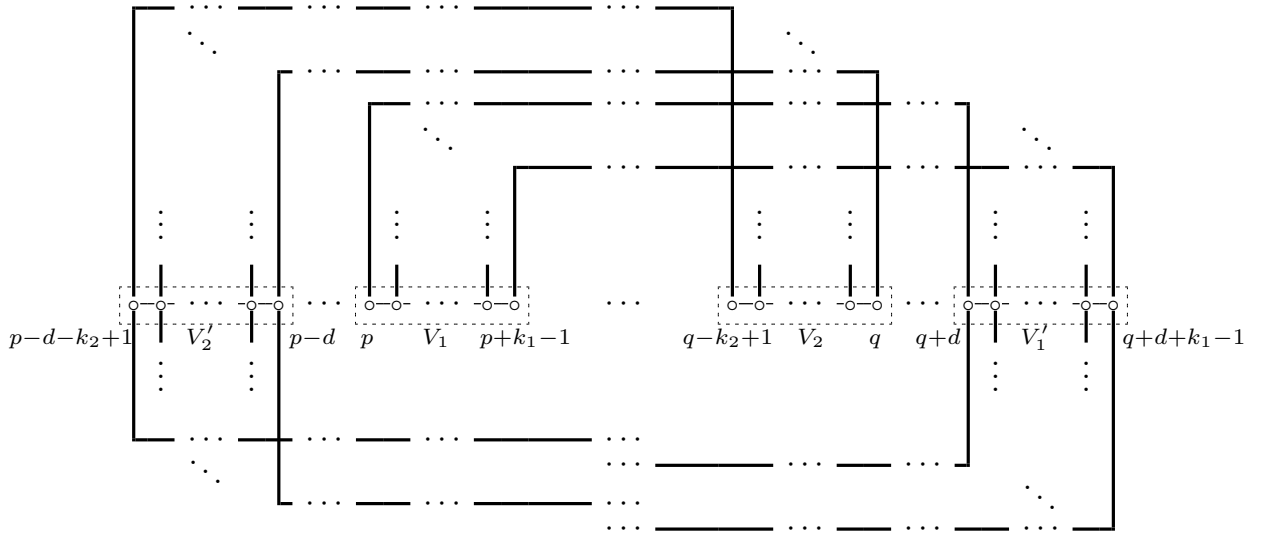 p−d−k₂+1 V₂′ p−d p V₁ p+k₁−1 q−k₂+1 V₂ q q+d V₁′ q+d+k₁−1